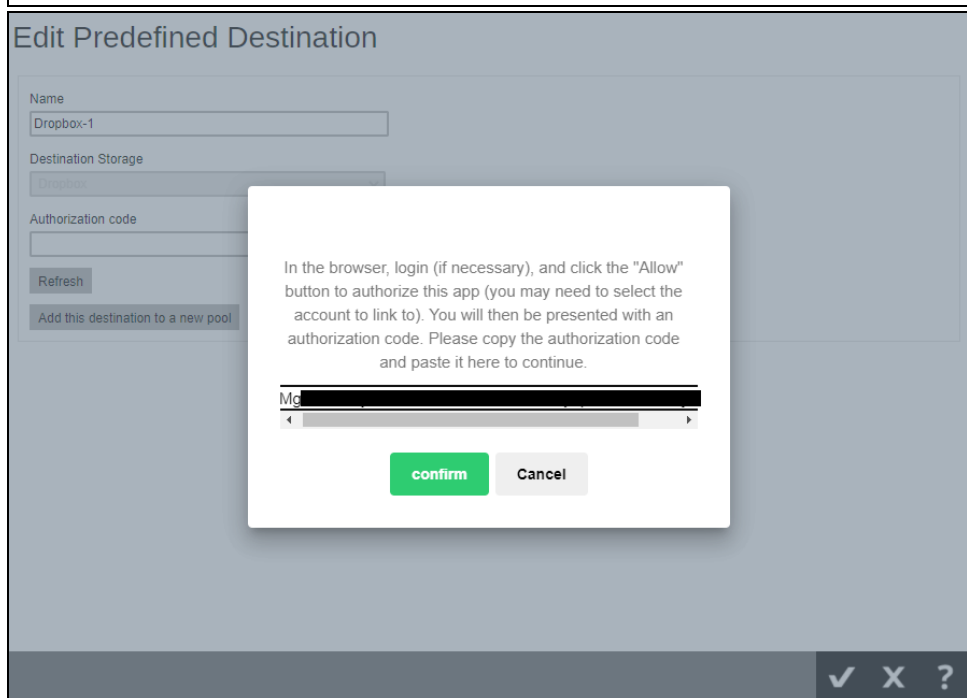 Edit Predefined Destination
Name
Dropbox-1
Destination Storage
Dropbox
Authorization code
Refresh
Add this destination to a new pool
In the browser, login (if necessary), and click the "Allow"
button to authorize this app (you may need to select the
account to link to). You will then be presented with an
authorization code. Please copy the authorization code
and paste it here to continue.
Mg
confirm Cancel
X ?